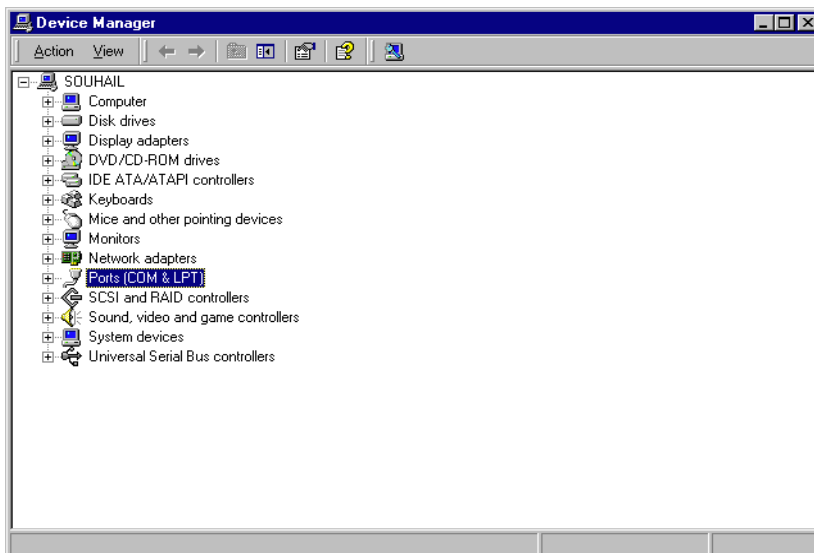 Device Manager
Action View
SOUHAIL
Computer
Disk drives
Display adapters
DVD/CD-ROM drives
IDE ATA/ATAPI controllers
Keyboards
Mice and other pointing devices
Monitors
Network adapters
Ports (COM & LPT)
SCSI and RAID controllers
Sound, video and game controllers
System devices
Universal Serial Bus controllers